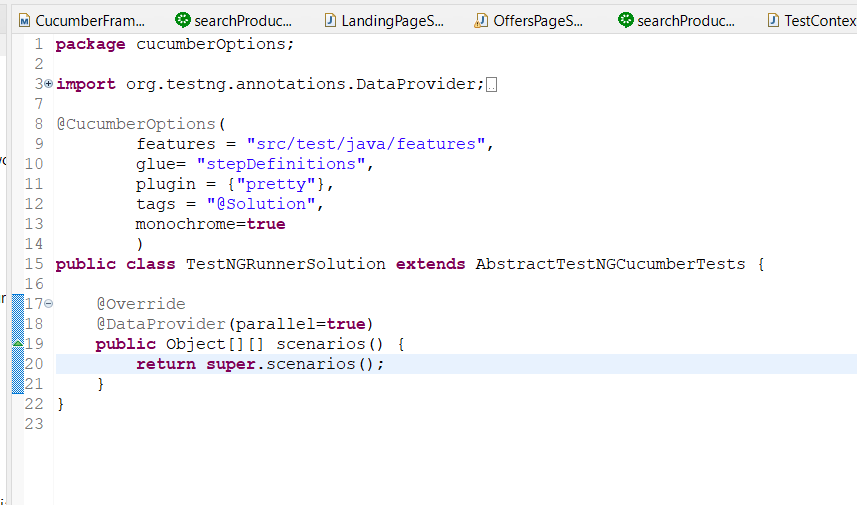 CucumberFram... searchProduc... LandingPageS... OffersPageS... searchProduc... TestContex
1 package cucumberOptions;
2
3 import org.testng.annotations.DataProvider;
7
8 @CucumberOptions(
9 features = "src/test/java/features",
10 glue= "stepDefinitions",
11 plugin = {"pretty"},
12 tags = "@Solution",
13 monochrome=true
14 )
15 public class TestNGRunnerSolution extends AbstractTestNGCucumberTests {
16
17 @Override
18 @DataProvider(parallel=true)
19 public Object[][] scenarios() {
20 return super.scenarios();
21 }
22 }
23